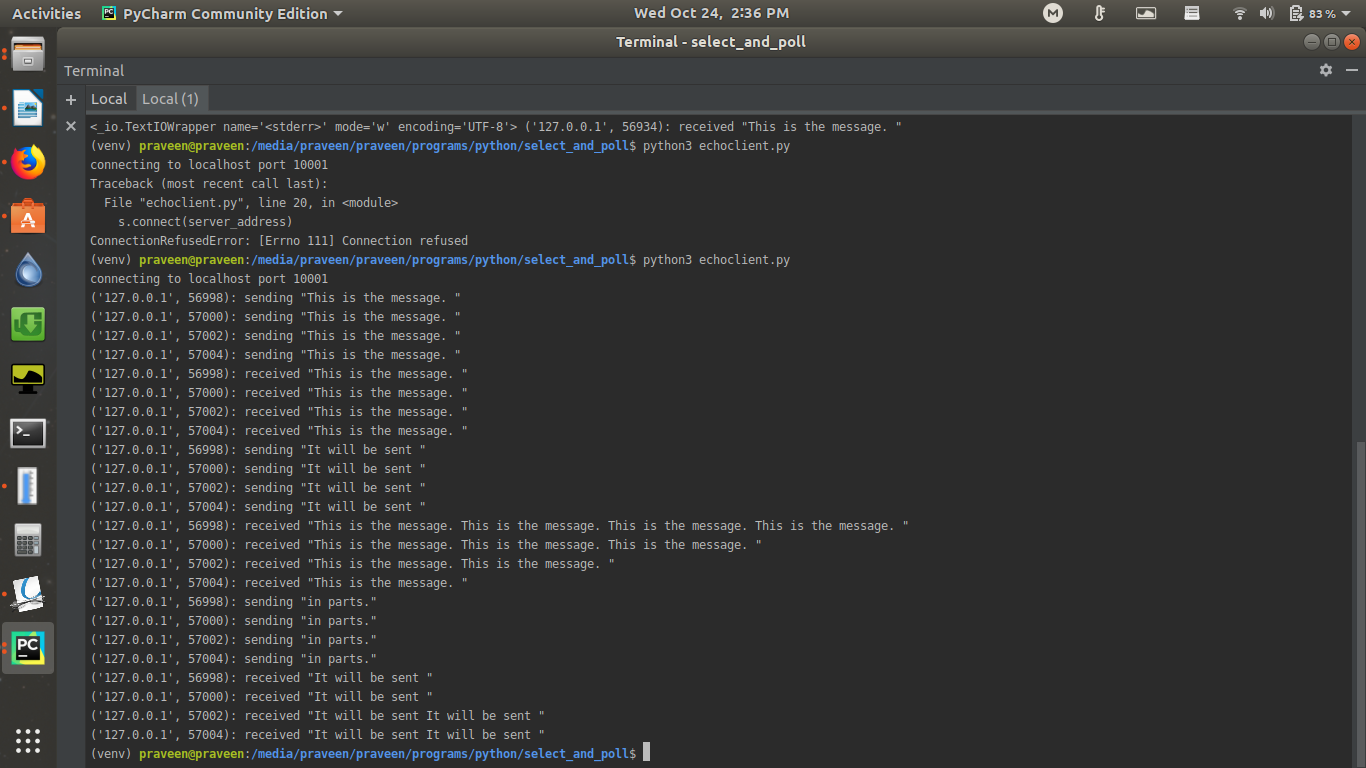 Activities PyCharm Community Edition Wed Oct 24, 2:36 PM M 83 %
Terminal - select_and_poll
Terminal
+ Local Local (1)
<_io.TextIOWrapper name='<stderr>' mode='w' encoding='UTF-8'> ('127.0.0.1', 56934): received "This is the message. "
(venv) praveen@praveen:/media/praveen/praveen/programs/python/select_and_poll$ python3 echoclient.py
connecting to localhost port 10001
Traceback (most recent call last):
  File "echoclient.py", line 20, in <module>
    s.connect(server_address)
ConnectionRefusedError: [Errno 111] Connection refused
(venv) praveen@praveen:/media/praveen/praveen/programs/python/select_and_poll$ python3 echoclient.py
connecting to localhost port 10001
('127.0.0.1', 56998): sending "This is the message. "
('127.0.0.1', 57000): sending "This is the message. "
('127.0.0.1', 57002): sending "This is the message. "
('127.0.0.1', 57004): sending "This is the message. "
('127.0.0.1', 56998): received "This is the message. "
('127.0.0.1', 57000): received "This is the message. "
('127.0.0.1', 57002): received "This is the message. "
('127.0.0.1', 57004): received "This is the message. "
('127.0.0.1', 56998): sending "It will be sent "
('127.0.0.1', 57000): sending "It will be sent "
('127.0.0.1', 57002): sending "It will be sent "
('127.0.0.1', 57004): sending "It will be sent "
('127.0.0.1', 56998): received "This is the message. This is the message. This is the message. This is the message. "
('127.0.0.1', 57000): received "This is the message. This is the message. This is the message. "
('127.0.0.1', 57002): received "This is the message. This is the message. "
('127.0.0.1', 57004): received "This is the message. "
('127.0.0.1', 56998): sending "in parts."
('127.0.0.1', 57000): sending "in parts."
('127.0.0.1', 57002): sending "in parts."
('127.0.0.1', 57004): sending "in parts."
('127.0.0.1', 56998): received "It will be sent "
('127.0.0.1', 57000): received "It will be sent "
('127.0.0.1', 57002): received "It will be sent It will be sent "
('127.0.0.1', 57004): received "It will be sent It will be sent "
(venv) praveen@praveen:/media/praveen/praveen/programs/python/select_and_poll$
PC